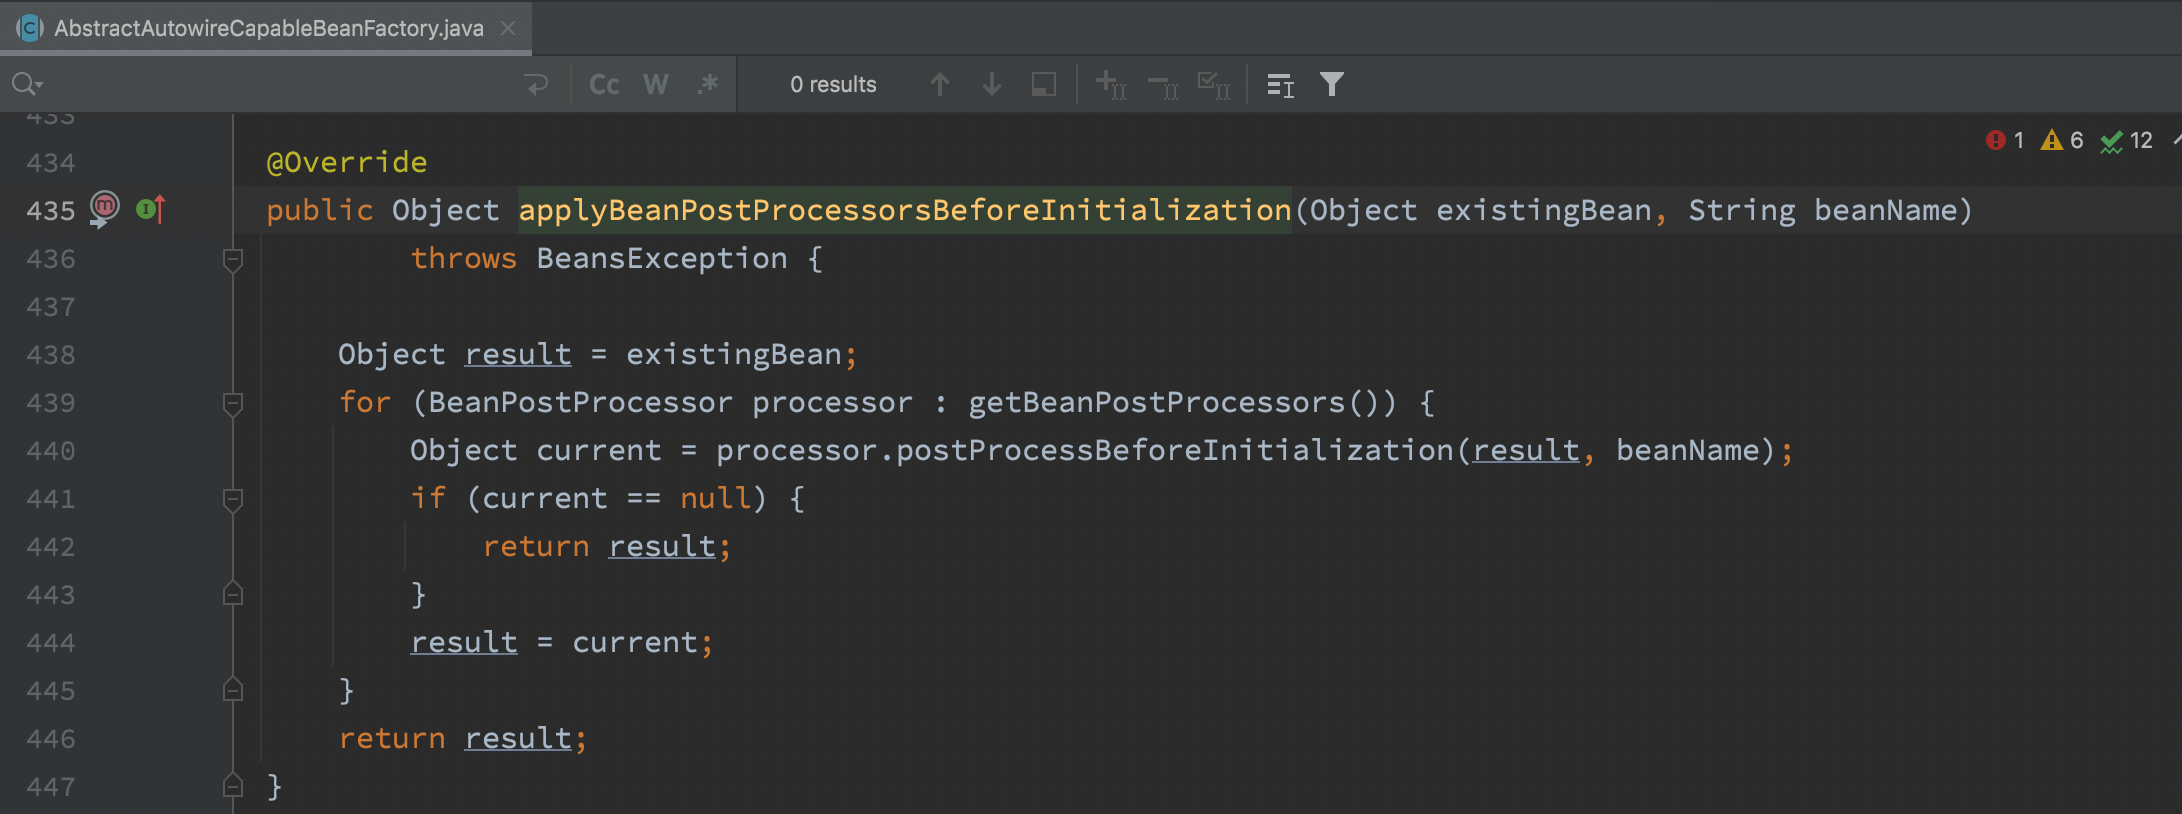 AbstractAutowireCapableBeanFactory.java
Cc W .* 0 results
433
1 6 12
434 @Override
435 public Object applyBeanPostProcessorsBeforeInitialization(Object existingBean, String beanName)
436 throws BeansException {
437
438 Object result = existingBean;
439 for (BeanPostProcessor processor : getBeanPostProcessors()) {
440 Object current = processor.postProcessBeforeInitialization(result, beanName);
441 if (current == null) {
442 return result;
443 }
444 result = current;
445 }
446 return result;
447 }